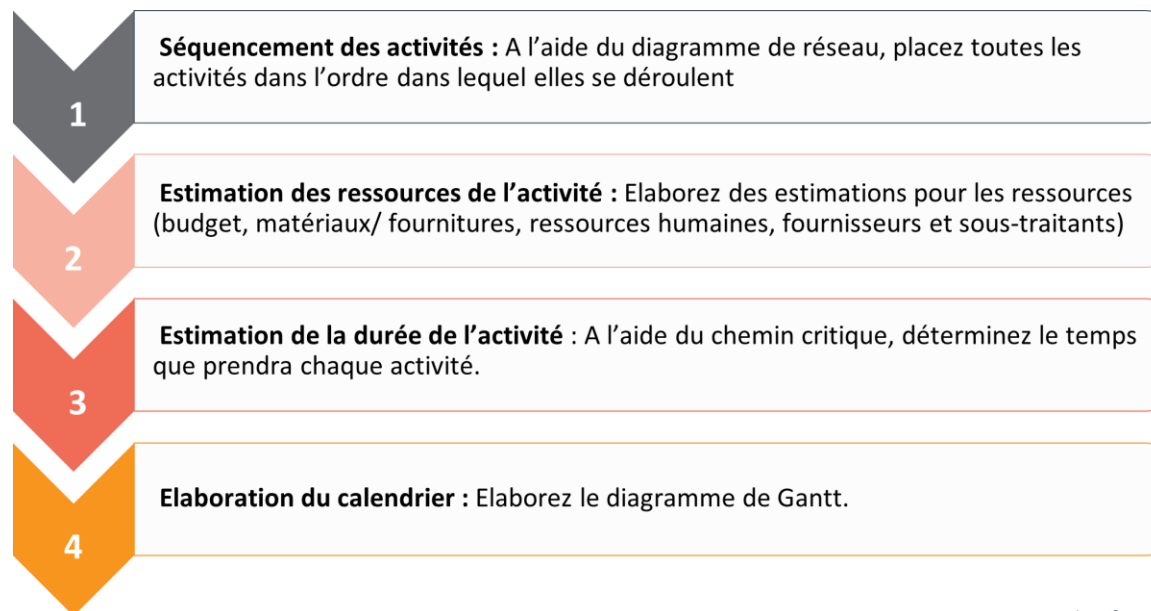 Séquencement des activités : A l’aide du diagramme de réseau, placez toutes les
activités dans l’ordre dans lequel elles se déroulent
1
Estimation des ressources de l’activité : Elaborez des estimations pour les ressources
(budget, matériaux/ fournitures, ressources humaines, fournisseurs et sous-traitants)
2
Estimation de la durée de l’activité : A l’aide du chemin critique, déterminez le temps
que prendra chaque activité.
3
Elaboration du calendrier : Elaborez le diagramme de Gantt.
4